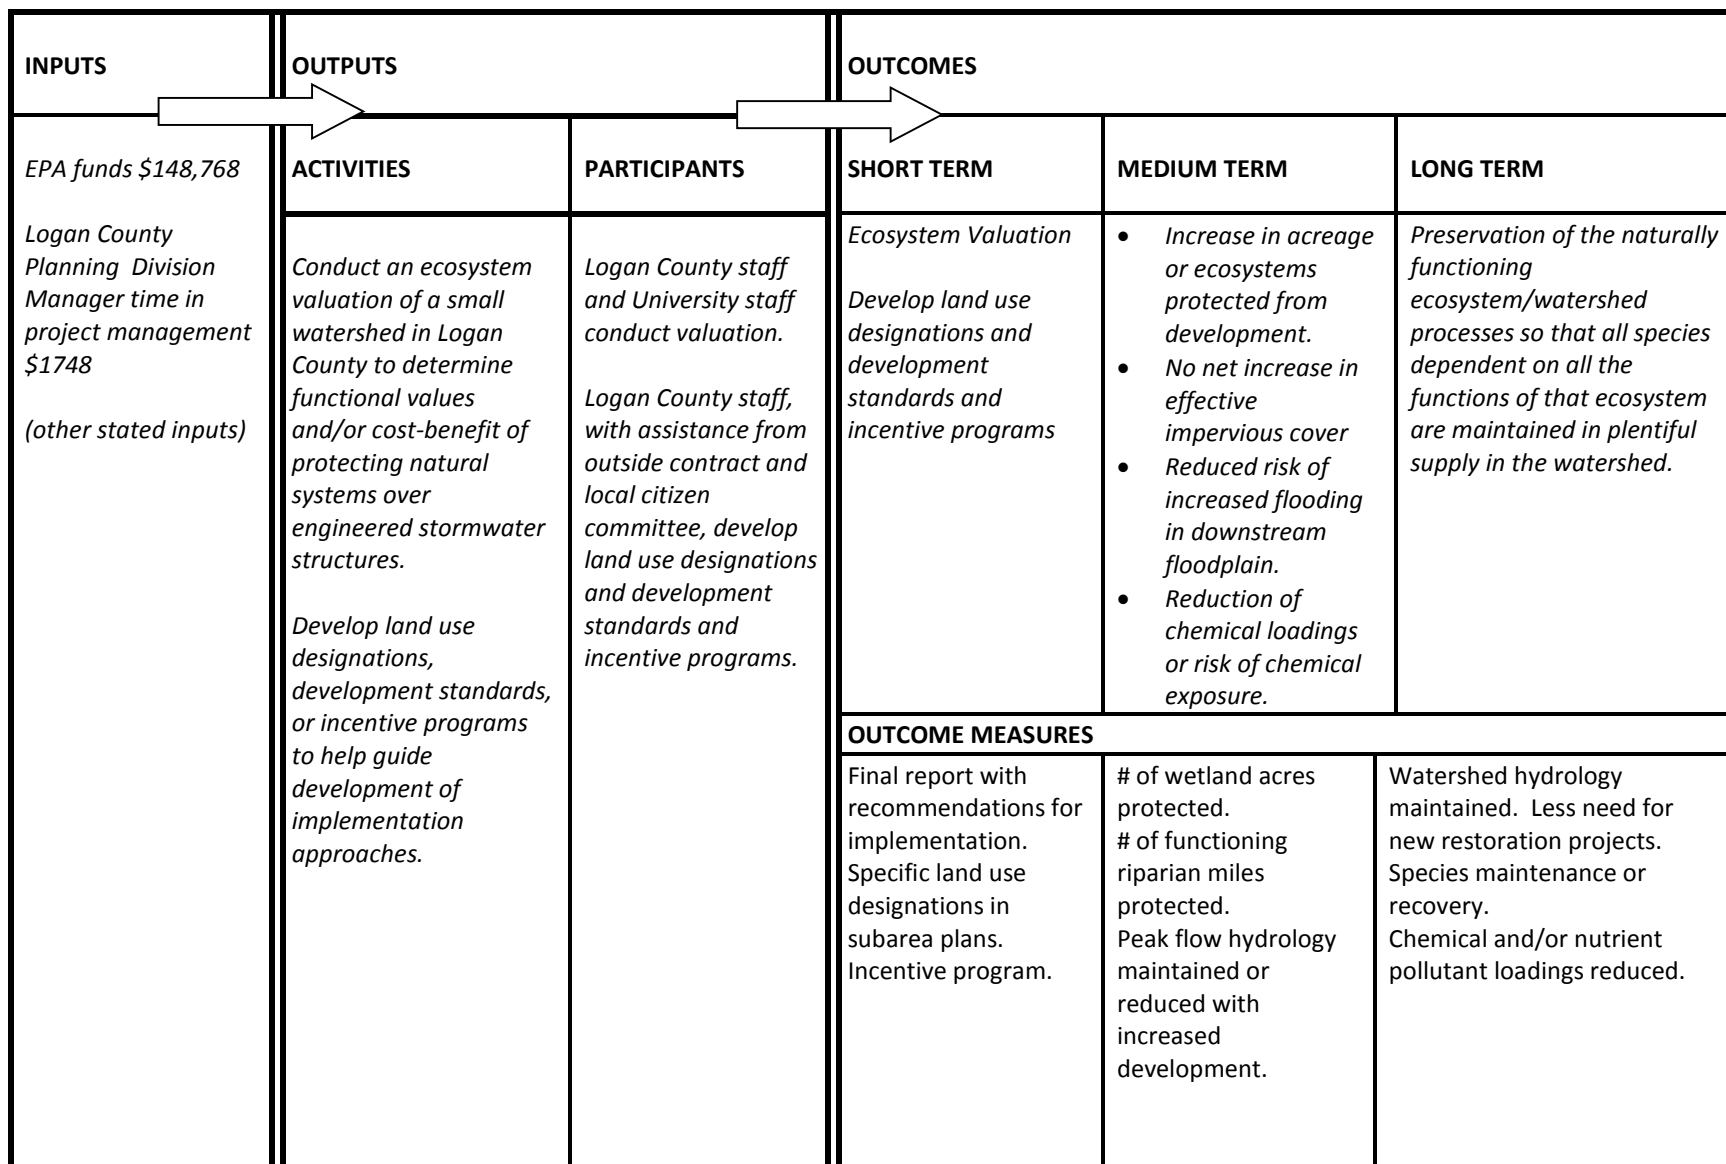 INPUTS
OUTPUTS
OUTCOMES
EPA funds $148,768
Logan County
Planning  Division
Manager time in
project management
$1748
(other stated inputs)
ACTIVITIES
Conduct an ecosystem
valuation of a small
watershed in Logan
County to determine
functional values
and/or cost-benefit of
protecting natural
systems over
engineered stormwater
structures.
Develop land use
designations,
development standards,
or incentive programs
to help guide
development of
implementation
approaches.
PARTICIPANTS
Logan County staff
and University staff
conduct valuation.
Logan County staff,
with assistance from
outside contract and
local citizen
committee, develop
land use designations
and development
standards and
incentive programs.
SHORT TERM
Ecosystem Valuation
Develop land use
designations and
development
standards and
incentive programs
MEDIUM TERM
• Increase in acreage
or ecosystems
protected from
development.
• No net increase in
effective
impervious cover
• Reduced risk of
increased flooding
in downstream
floodplain.
• Reduction of
chemical loadings
or risk of chemical
exposure.
LONG TERM
Preservation of the naturally
functioning
ecosystem/watershed
processes so that all species
dependent on all the
functions of that ecosystem
are maintained in plentiful
supply in the watershed.
OUTCOME MEASURES
Final report with
recommendations for
implementation.
Specific land use
designations in
subarea plans.
Incentive program.
# of wetland acres
protected.
# of functioning
riparian miles
protected.
Peak flow hydrology
maintained or
reduced with
increased
development.
Watershed hydrology
maintained.  Less need for
new restoration projects.
Species maintenance or
recovery.
Chemical and/or nutrient
pollutant loadings reduced.